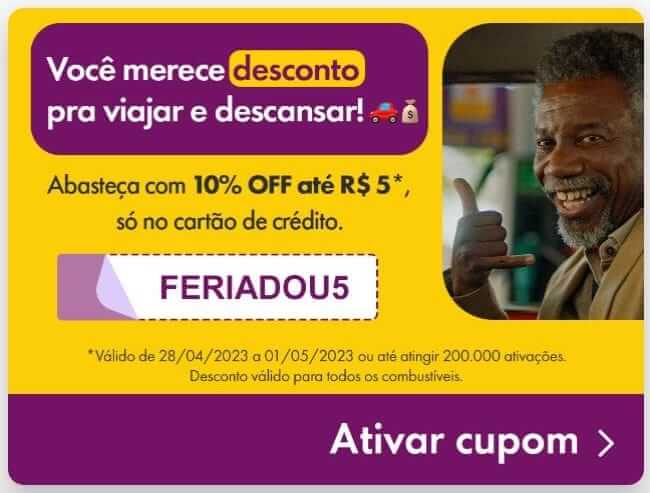 Você merece desconto
pra viajar e descansar! 🚗💰
Abasteça com 10% OFF até R$ 5*,
só no cartão de crédito.
FERIADOU5
*Válido de 28/04/2023 a 01/05/2023 ou até atingir 200.000 ativações.
Desconto válido para todos os combustíveis.
Ativar cupom >